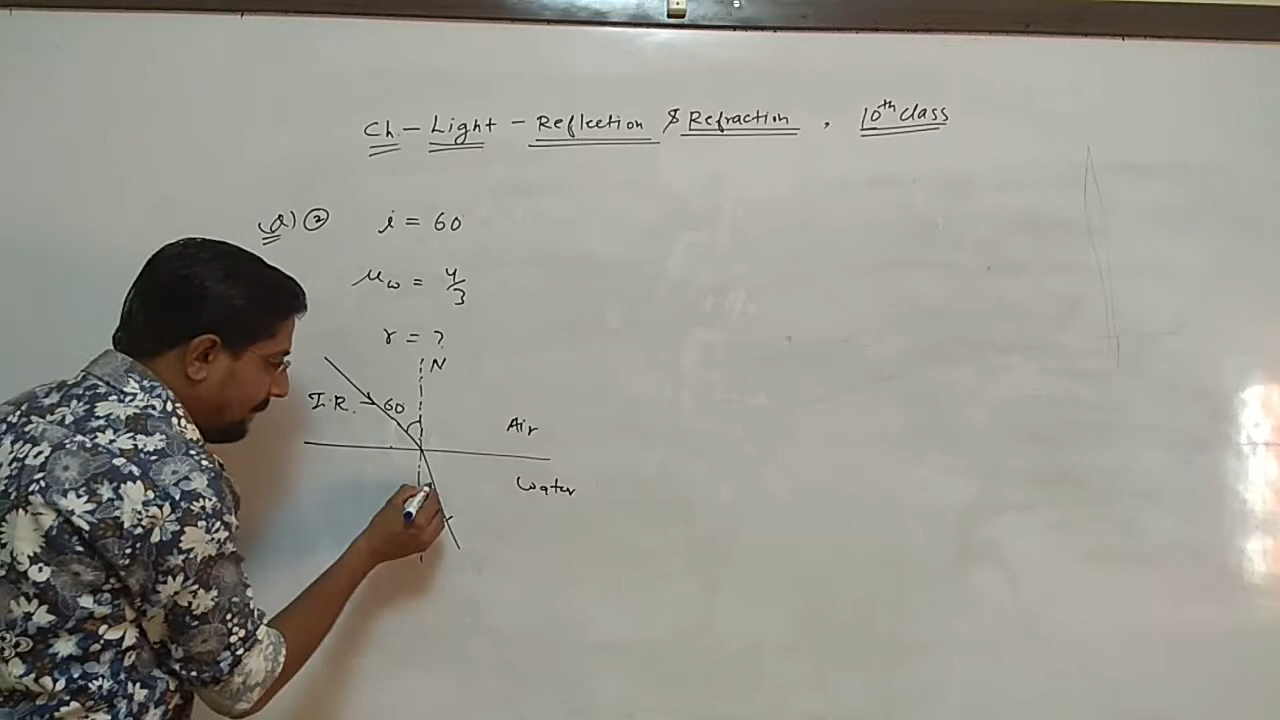 Ch - Light - Reflection & Refraction , 10th class
Q) ② i = 60
μw = 4/3
r = ?
N
I.R. 60
Air
Water